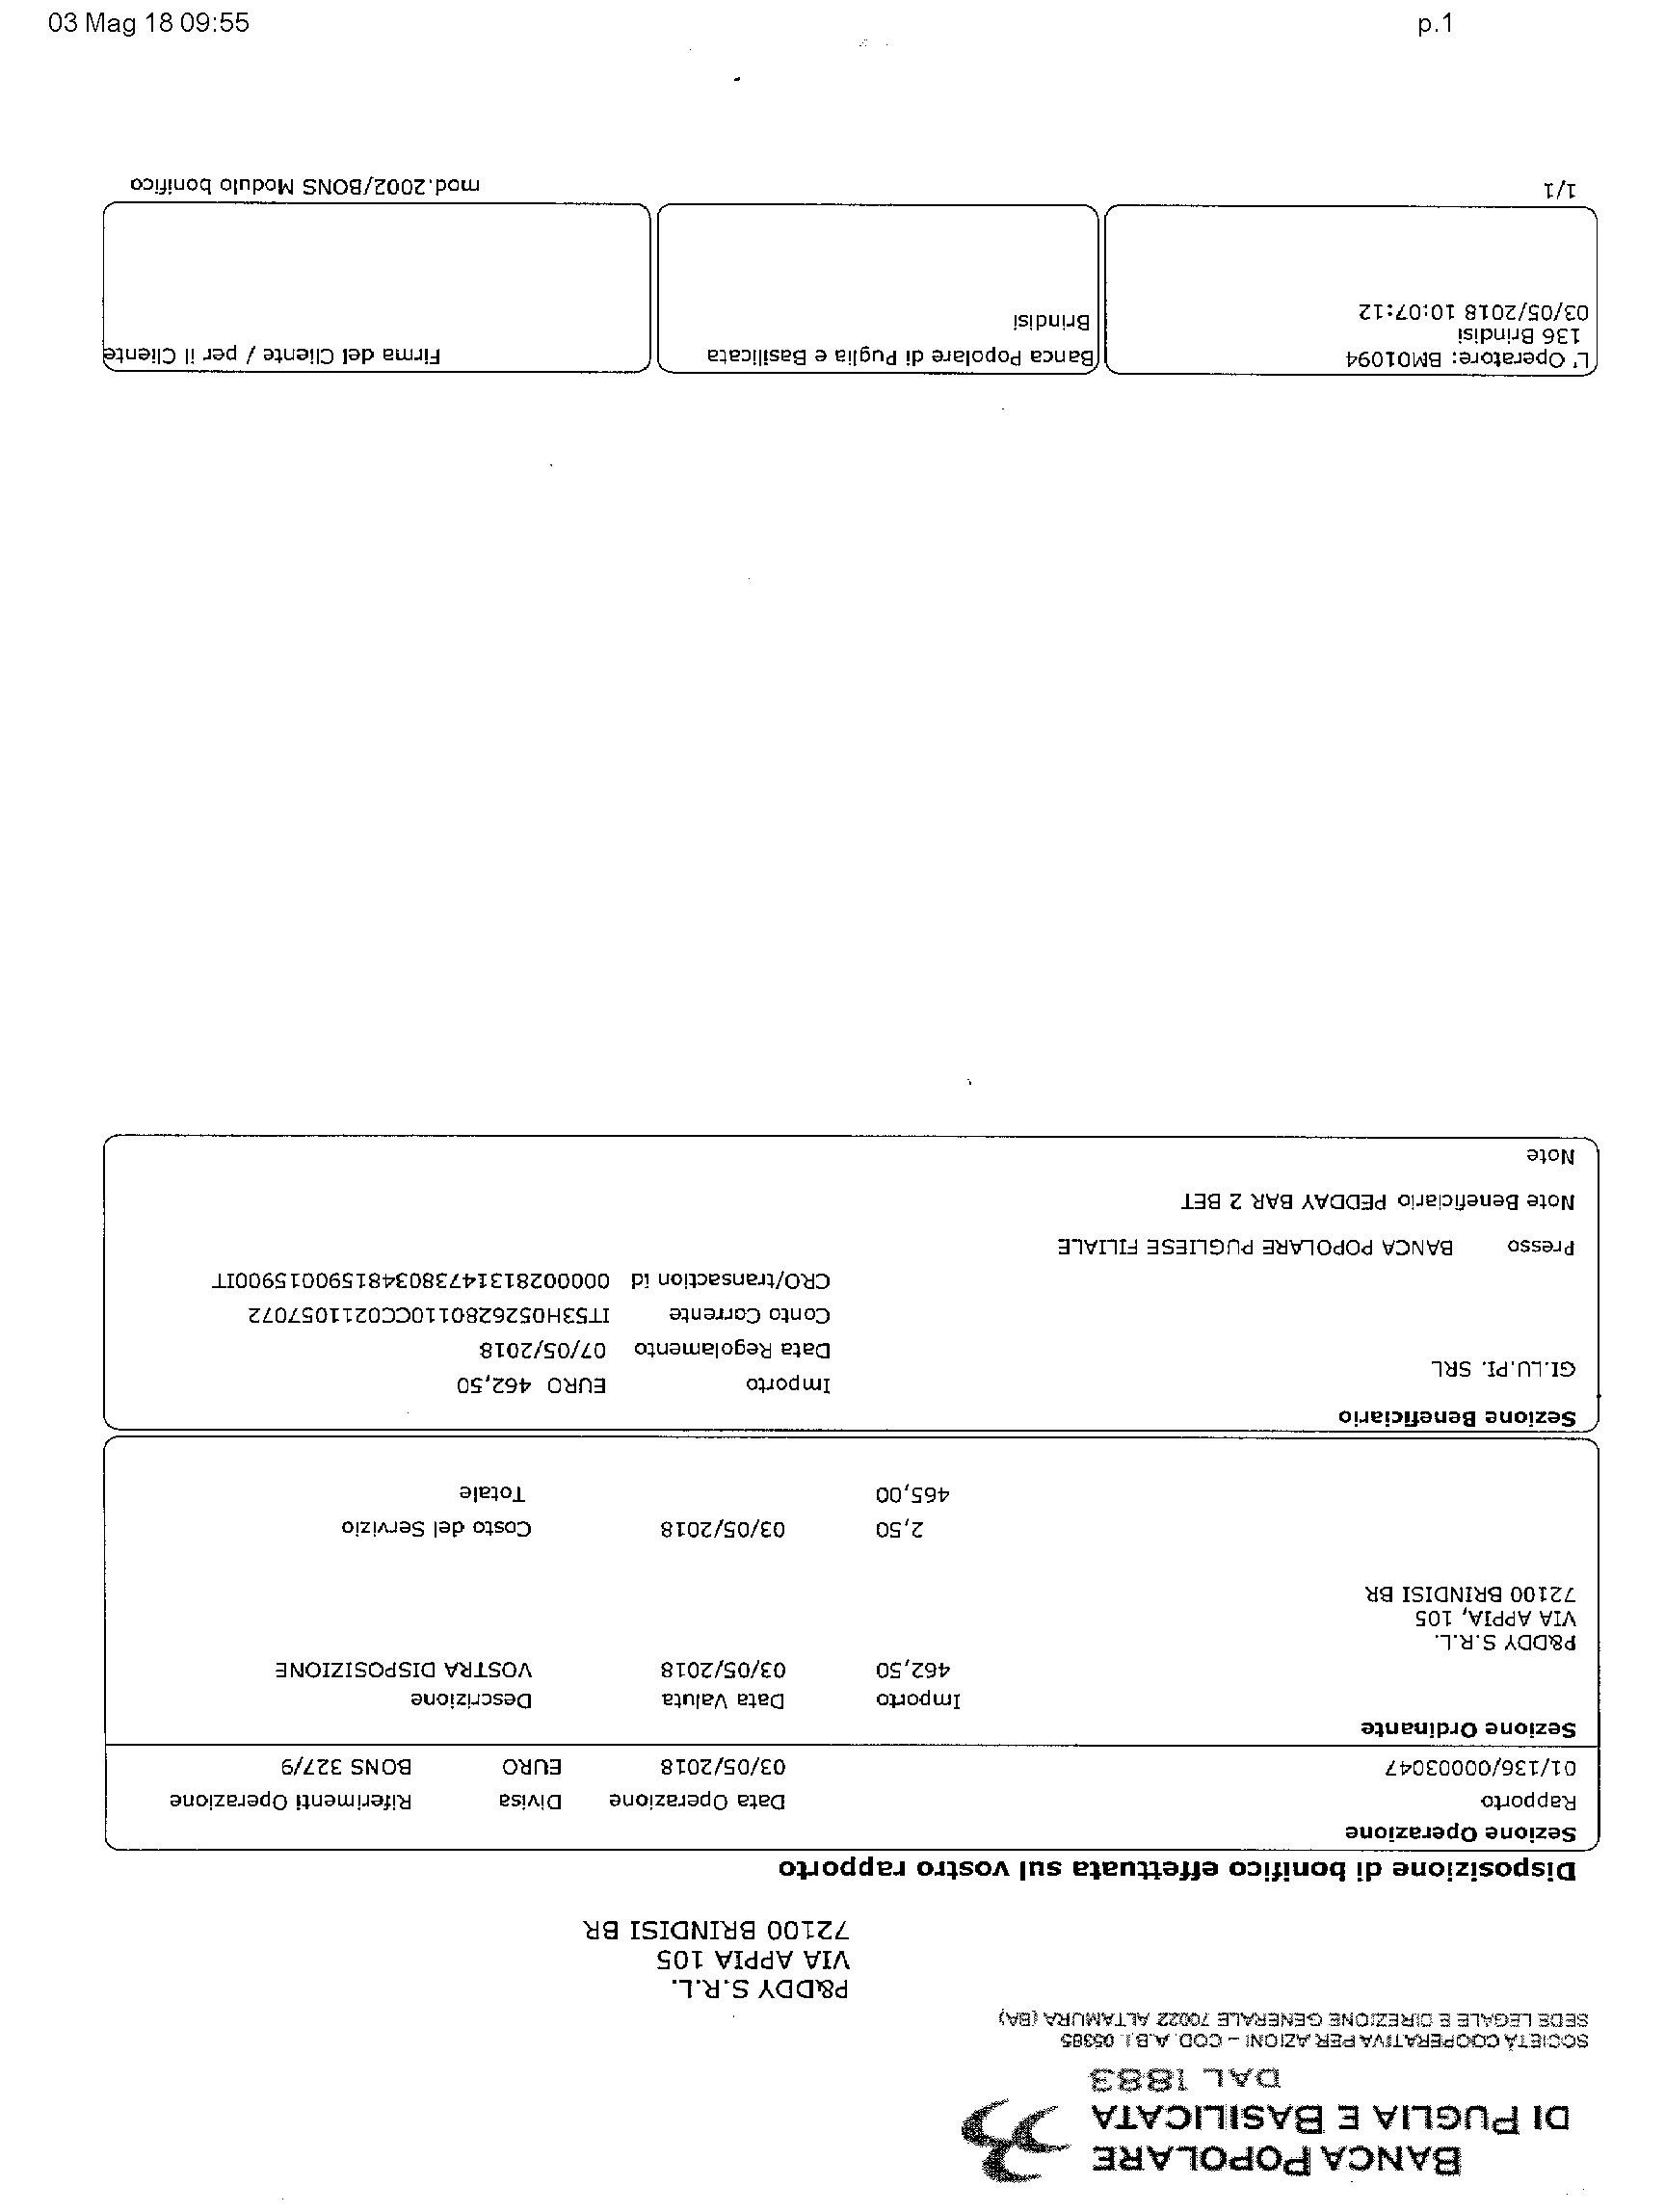 03 Mag 18 09:55 p.1
BANCA POPOLARE
DI PUGLIA E BASILICATA
DAL 1883
SOCIETÀ COOPERATIVA PER AZIONI – COD. A.B.I. 05385
SEDE LEGALE E DIREZIONE GENERALE 70022 ALTAMURA (BA)
P&DDY S.R.L.
VIA APPIA 105
72100 BRINDISI BR
Disposizione di bonifico effettuata sul vostro rapporto
Sezione Operazione
Rapporto Data Operazione Divisa Riferimenti Operazione
01/136/00003047 03/05/2018 EURO BONS 327/9
Sezione Ordinante
Importo Data Valuta Descrizione
462,50 03/05/2018 VOSTRA DISPOSIZIONE
P&DDY S.R.L.
VIA APPIA, 105
72100 BRINDISI BR
2,50 03/05/2018 Costo del Servizio
465,00 Totale
Sezione Beneficiario
Importo EURO 462,50
GI.LU.PI. SRL
Data Regolamento 07/05/2018
Conto Corrente IT53H0526280110CC0211057072
CRO/transaction id 0000028131473803481590015900IT
Presso BANCA POPOLARE PUGLIESE FILIALE
Note Beneficiario PEDDAY BAR 2 BET
Note
L' Operatore: BM01094
136 Brindisi
03/05/2018 10:07:12
Banca Popolare di Puglia e Basilicata
Brindisi
Firma del Cliente / per il Cliente
1/1 mod.2002/BONS Modulo bonifico